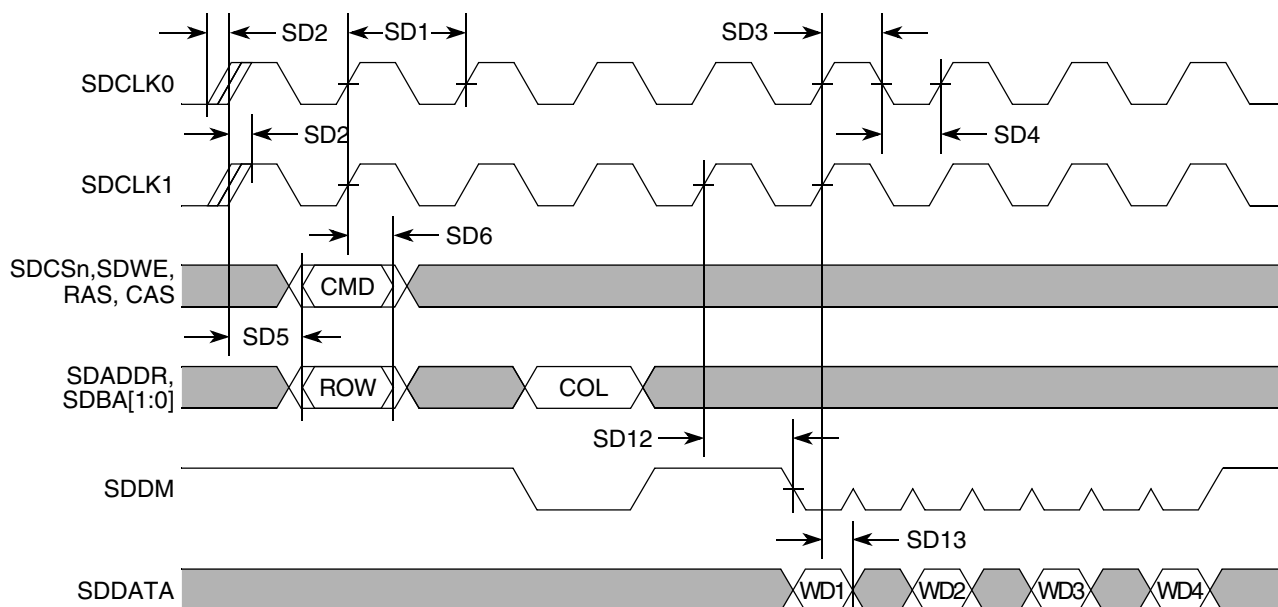 SD2 SD1 SD3
SDCLK0
SD2 SD4
SDCLK1
SD6
SDCSn,SDWE,
RAS, CAS
CMD
SD5
SDADDR,
SDBA[1:0]
ROW COL
SD12
SDDM
SD13
SDDATA
WD1 WD2 WD3 WD4